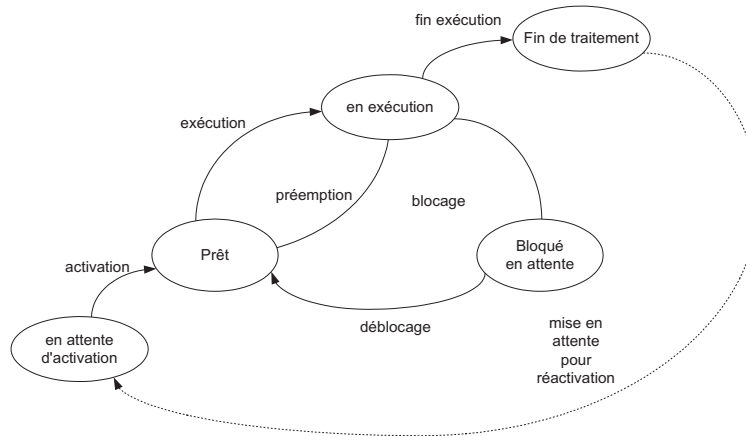 fin exécution
Fin de traitement
en exécution
exécution
préemption
blocage
Prêt
Bloqué
en attente
activation
déblocage
en attente
d'activation
mise en
attente
pour
réactivation